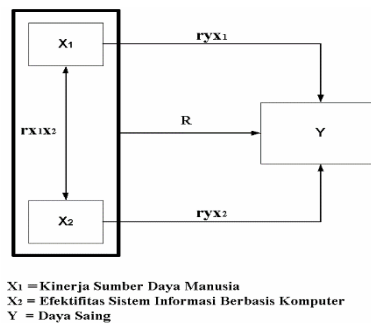 X₁
ryx₁
rx₁x₂
R
Y
X₂
ryx₂
X₁ = Kinerja Sumber Daya Manusia
X₂ = Efektifitas Sistem Informasi Berbasis Komputer
Y = Daya Saing